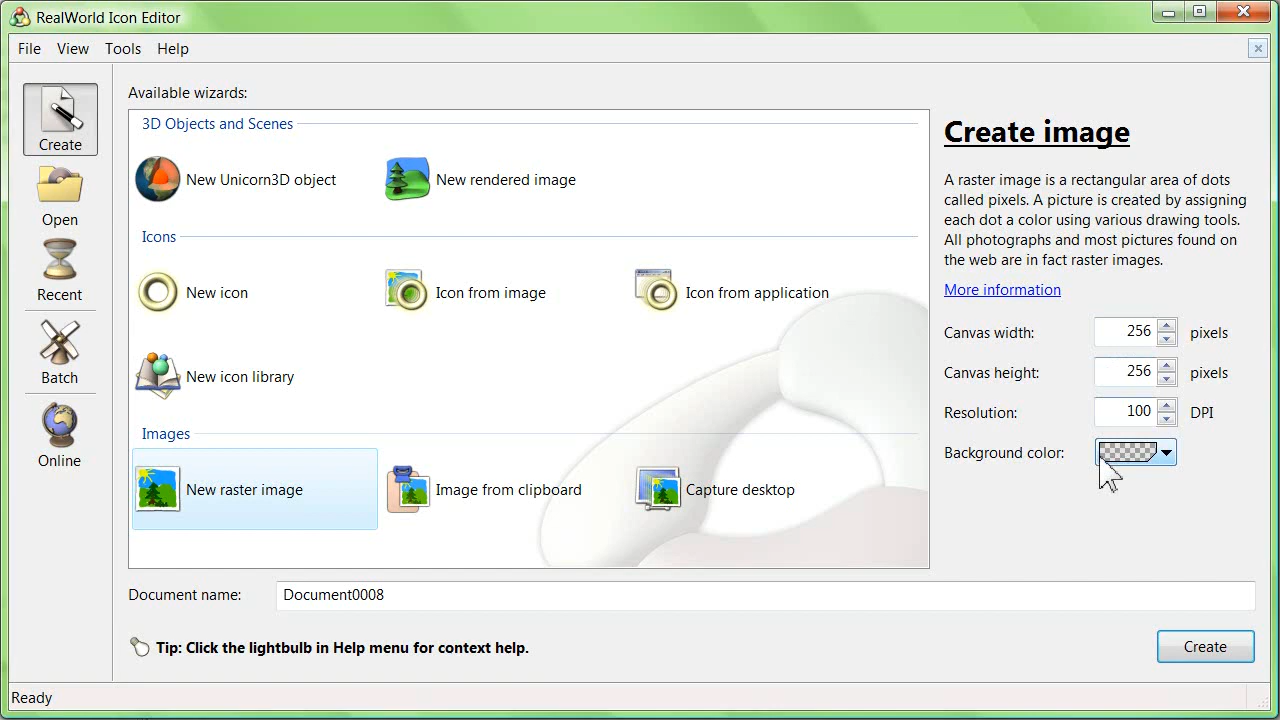 RealWorld Icon Editor
File View Tools Help
Create
Open
Recent
Batch
Online
Available wizards:
3D Objects and Scenes
New Unicorn3D object
New rendered image
Icons
New icon
Icon from image
Icon from application
New icon library
Images
New raster image
Image from clipboard
Capture desktop
Create image
A raster image is a rectangular area of dots
called pixels. A picture is created by assigning
each dot a color using various drawing tools.
All photographs and most pictures found on
the web are in fact raster images.
More information
Canvas width: 256 pixels
Canvas height: 256 pixels
Resolution: 100 DPI
Background color:
Document name: Document0008
Tip: Click the lightbulb in Help menu for context help.
Create
Ready